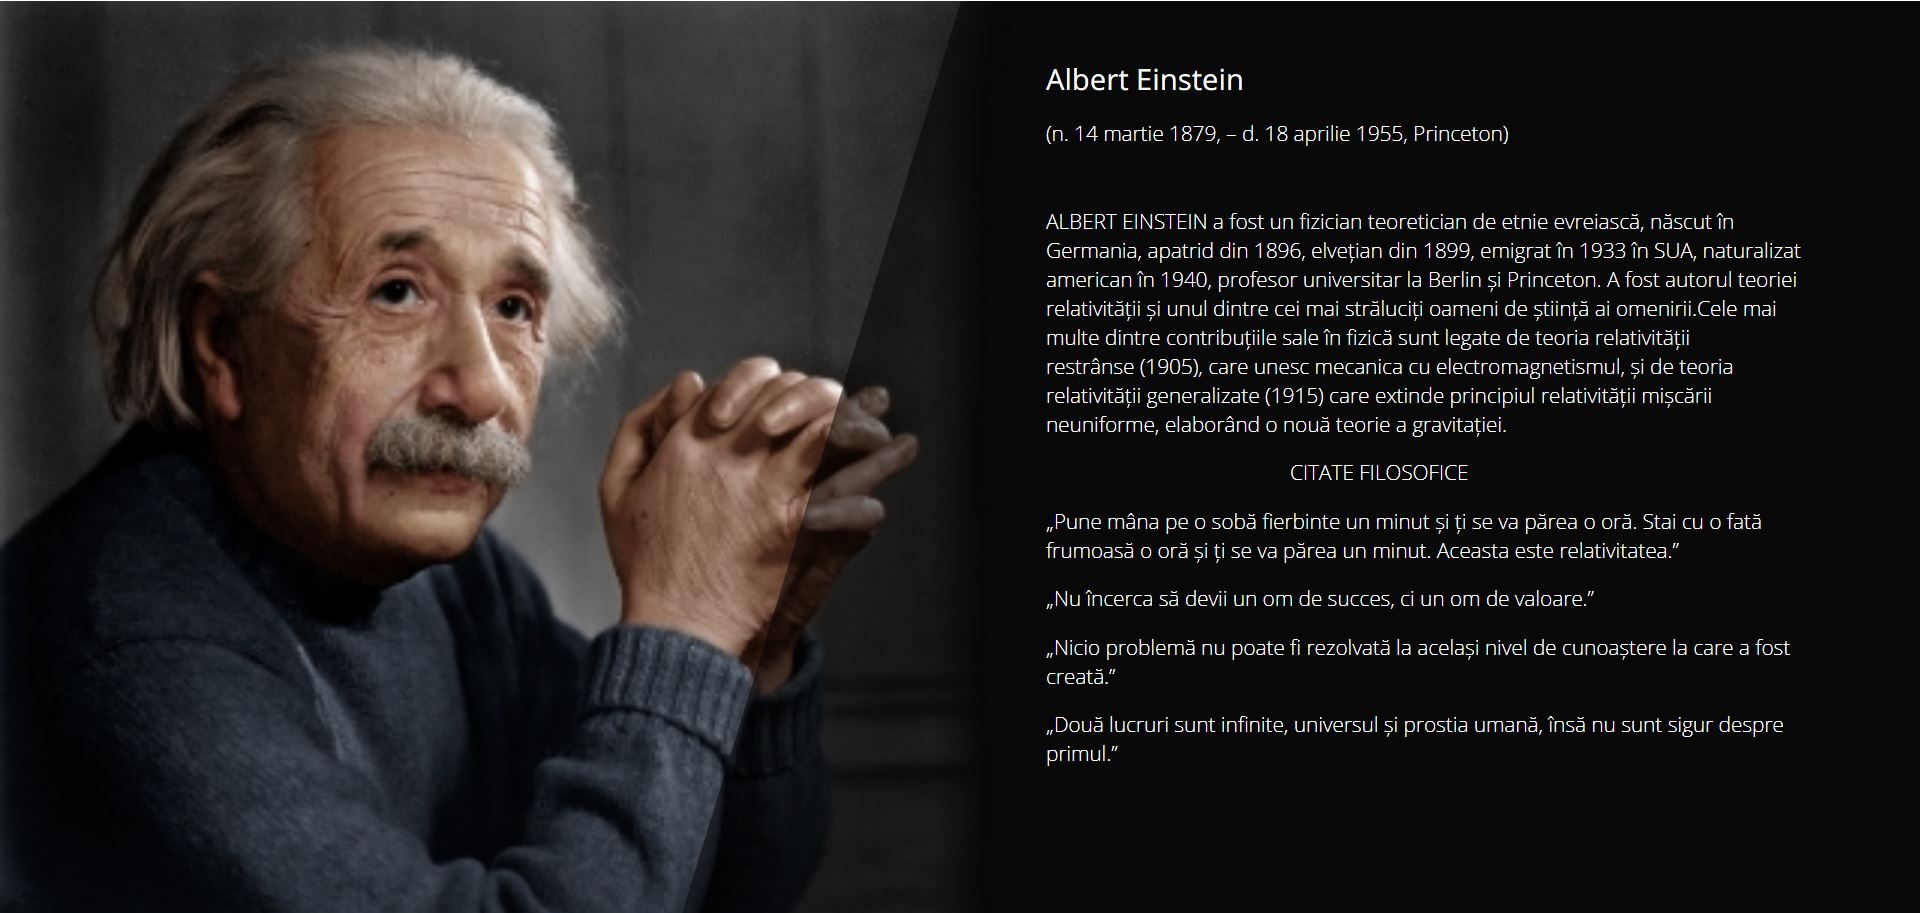 Albert Einstein
(n. 14 martie 1879, – d. 18 aprilie 1955, Princeton)
ALBERT EINSTEIN a fost un fizician teoretician de etnie evreiască, născut în
Germania, apatrid din 1896, elvețian din 1899, emigrat în 1933 în SUA, naturalizat
american în 1940, profesor universitar la Berlin și Princeton. A fost autorul teoriei
relativității și unul dintre cei mai străluciți oameni de știință ai omenirii.Cele mai
multe dintre contribuțiile sale în fizică sunt legate de teoria relativității
restrânse (1905), care unesc mecanica cu electromagnetismul, și de teoria
relativității generalizate (1915) care extinde principiul relativității mișcării
neuniforme, elaborând o nouă teorie a gravitației.
CITATE FILOSOFICE
„Pune mâna pe o sobă fierbinte un minut și ți se va părea o oră. Stai cu o fată
frumoasă o oră și ți se va părea un minut. Aceasta este relativitatea.”
„Nu încerca să devii un om de succes, ci un om de valoare.”
„Nicio problemă nu poate fi rezolvată la același nivel de cunoaștere la care a fost
creată.”
„Două lucruri sunt infinite, universul și prostia umană, însă nu sunt sigur despre
primul.”